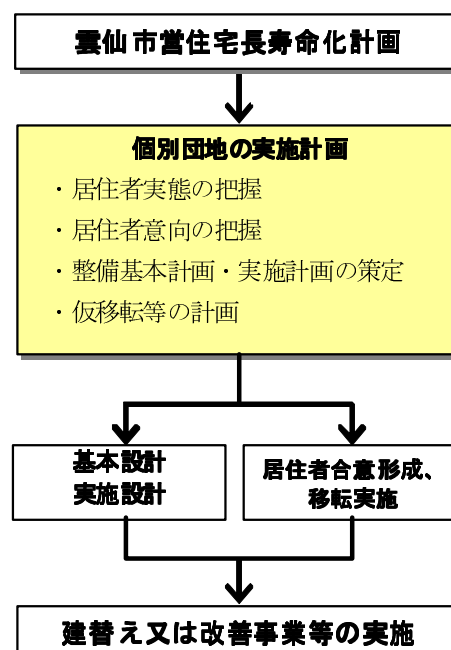 雲仙市営住宅長寿命化計画
個別団地の実施計画
・居住者実態の把握
・居住者意向の把握
・整備基本計画・実施計画の策定
・仮移転等の計画
基本設計
実施設計
居住者合意形成、
移転実施
建替え又は改善事業等の実施